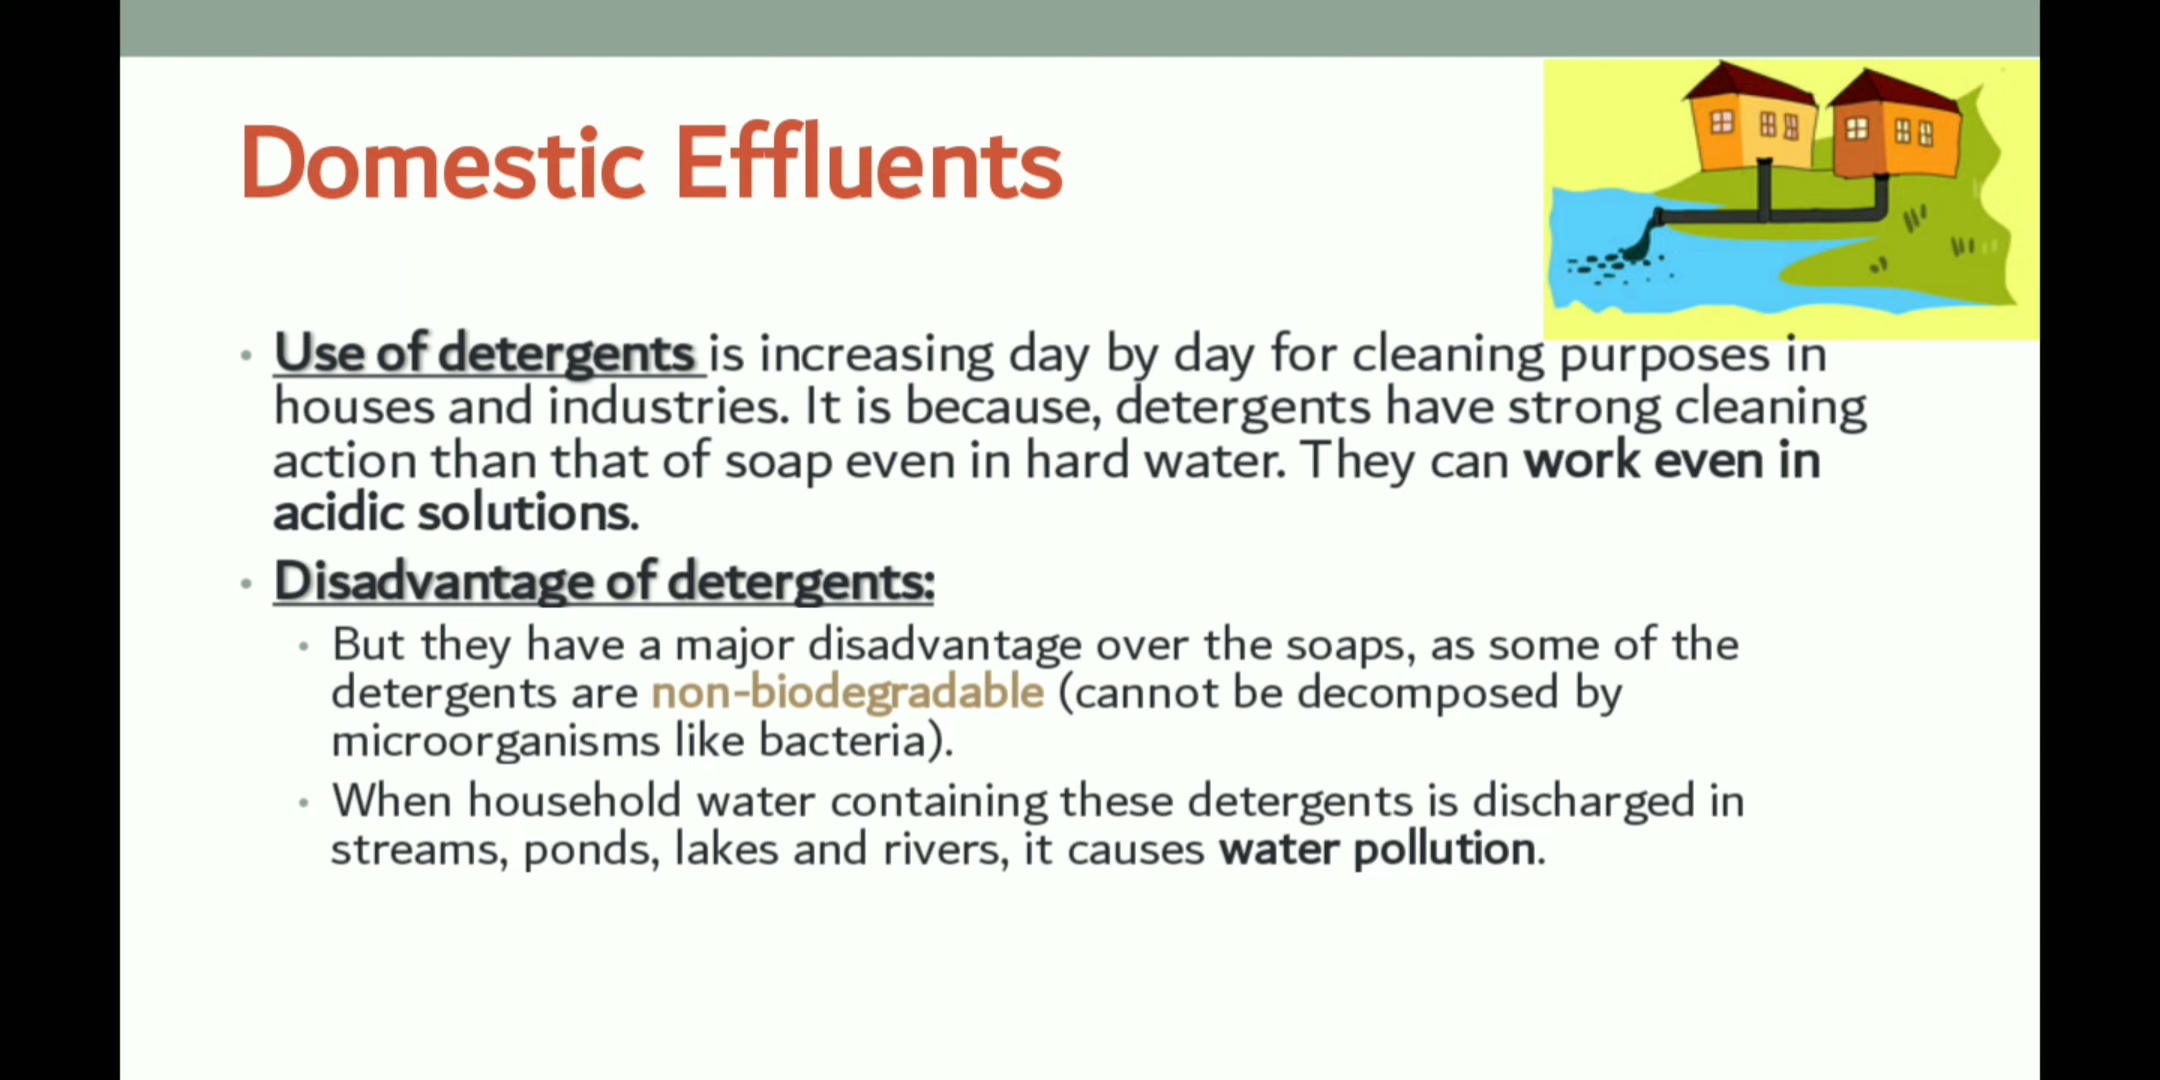 Domestic Effluents
• Use of detergents is increasing day by day for cleaning purposes in
houses and industries. It is because, detergents have strong cleaning
action than that of soap even in hard water. They can work even in
acidic solutions.
• Disadvantage of detergents:
• But they have a major disadvantage over the soaps, as some of the
detergents are non-biodegradable (cannot be decomposed by
microorganisms like bacteria).
• When household water containing these detergents is discharged in
streams, ponds, lakes and rivers, it causes water pollution.